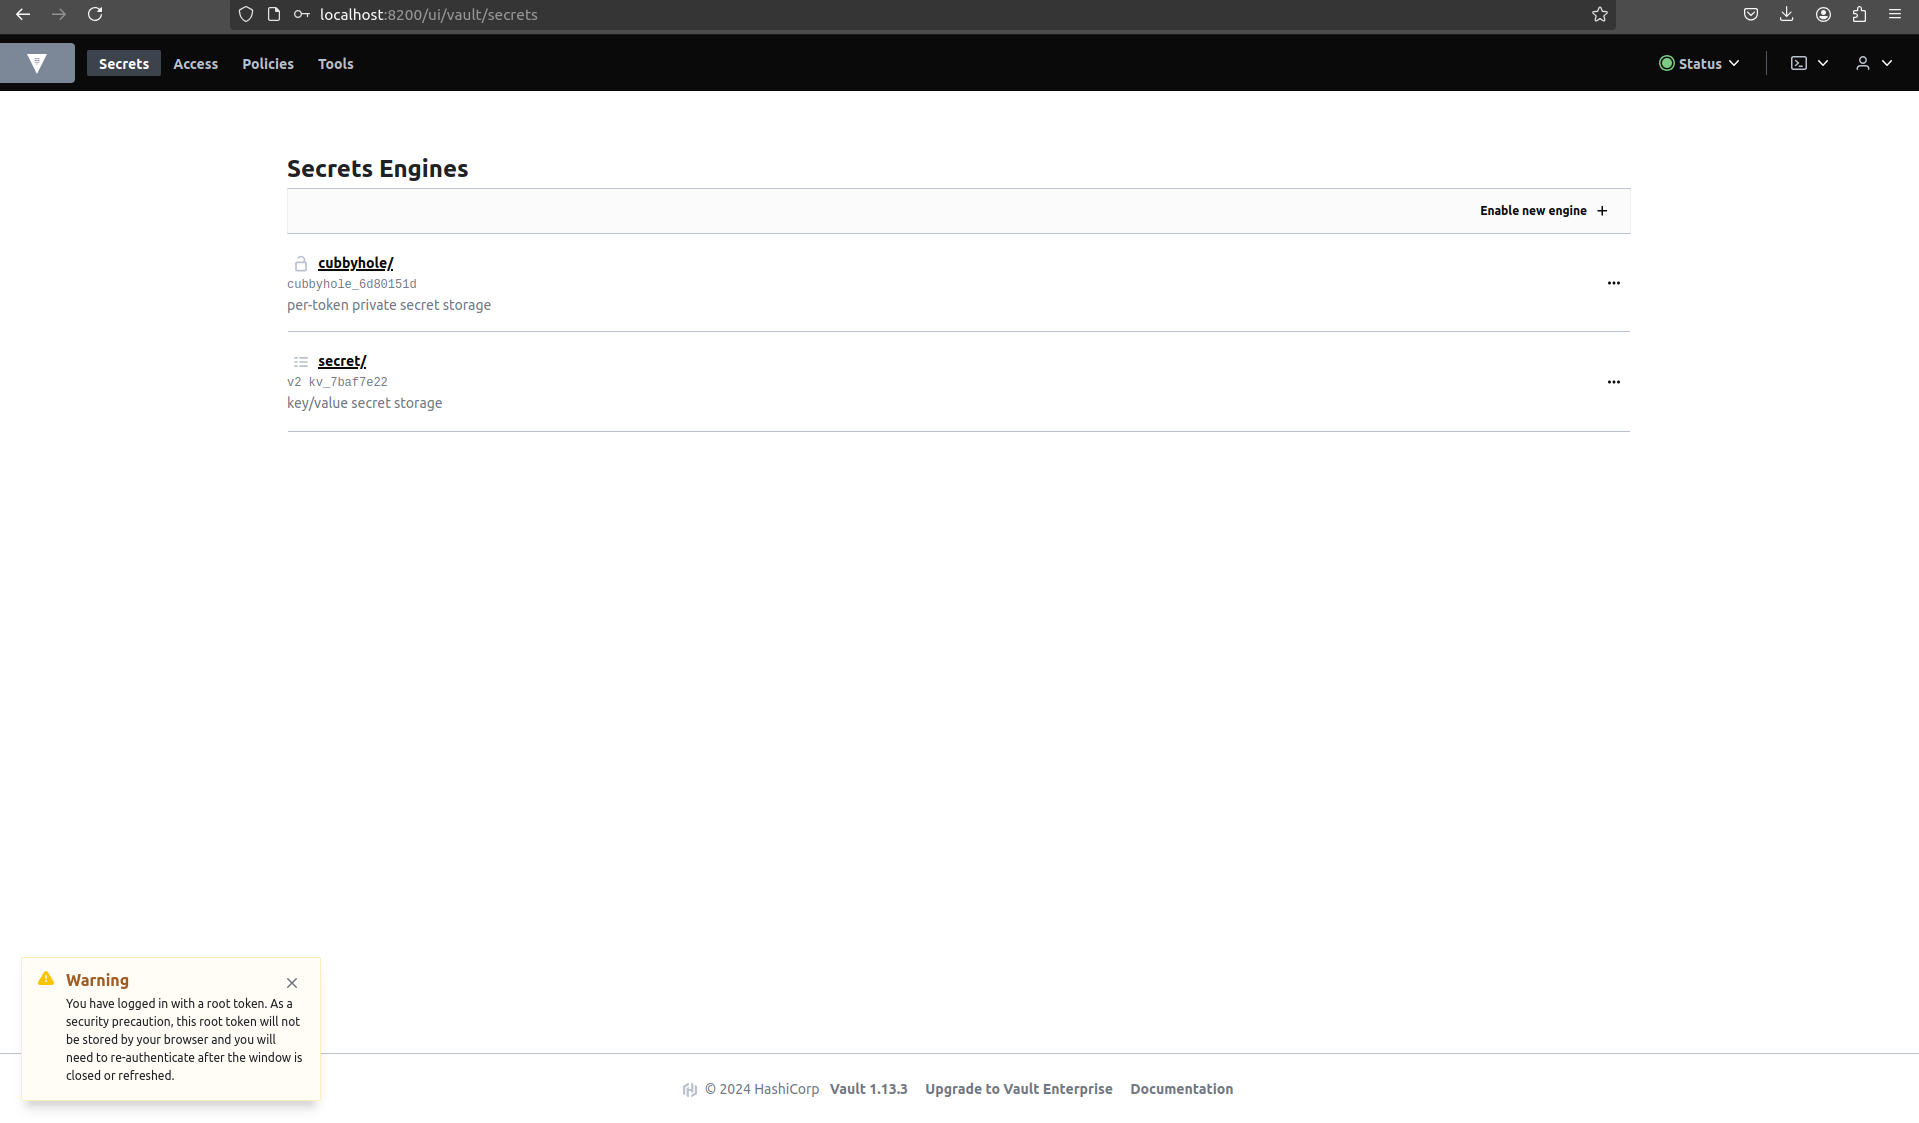 localhost:8200/ui/vault/secrets
Secrets Access Policies Tools Status
Secrets Engines
Enable new engine
cubbyhole/
cubbyhole_6d80151d
per-token private secret storage
secret/
v2 kv_7baf7e22
key/value secret storage
Warning
You have logged in with a root token. As a
security precaution, this root token will not
be stored by your browser and you will
need to re-authenticate after the window is
closed or refreshed.
© 2024 HashiCorp Vault 1.13.3 Upgrade to Vault Enterprise Documentation